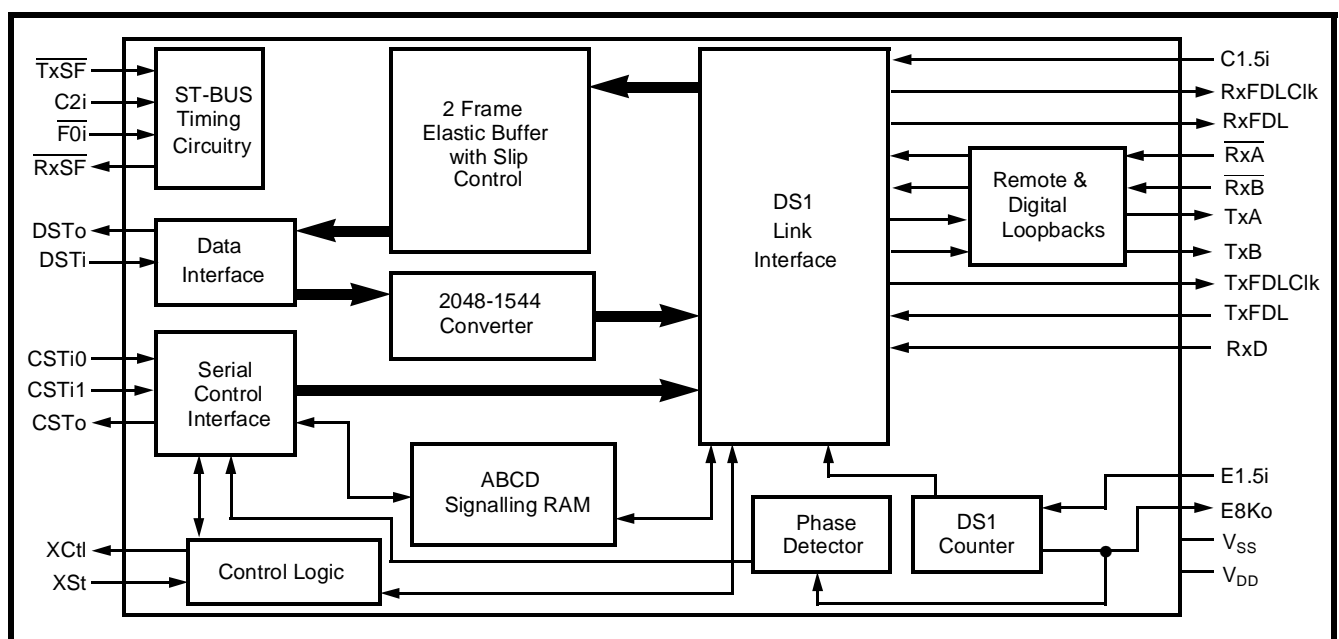 TxSF
C2i
F0i
RxSF
DSTo
DSTi
CSTi0
CSTi1
CSTo
XCtl
XSt
ST-BUS
Timing
Circuitry
Data
Interface
Serial
Control
Interface
Control Logic
2 Frame
Elastic Buffer
with Slip
Control
2048-1544
Converter
ABCD
Signalling RAM
DS1
Link
Interface
Phase
Detector
DS1
Counter
Remote &
Digital
Loopbacks
C1.5i
RxFDLClk
RxFDL
RxA
RxB
TxA
TxB
TxFDLClk
TxFDL
RxD
E1.5i
E8Ko
VSS
VDD